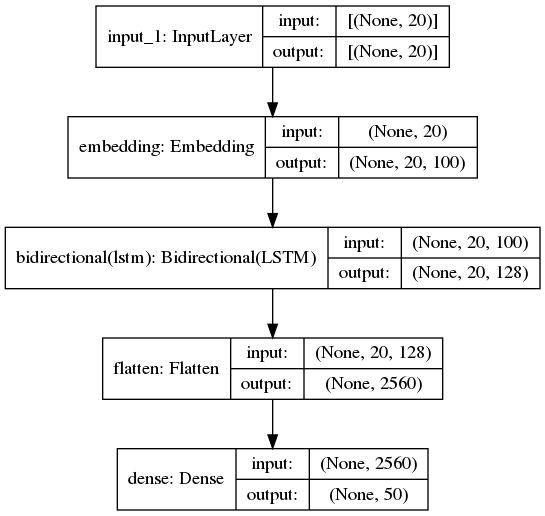 input_1: InputLayer
input: [(None, 20)]
output: [(None, 20)]
embedding: Embedding
input: (None, 20)
output: (None, 20, 100)
bidirectional(lstm): Bidirectional(LSTM)
input: (None, 20, 100)
output: (None, 20, 128)
flatten: Flatten
input: (None, 20, 128)
output: (None, 2560)
dense: Dense
input: (None, 2560)
output: (None, 50)